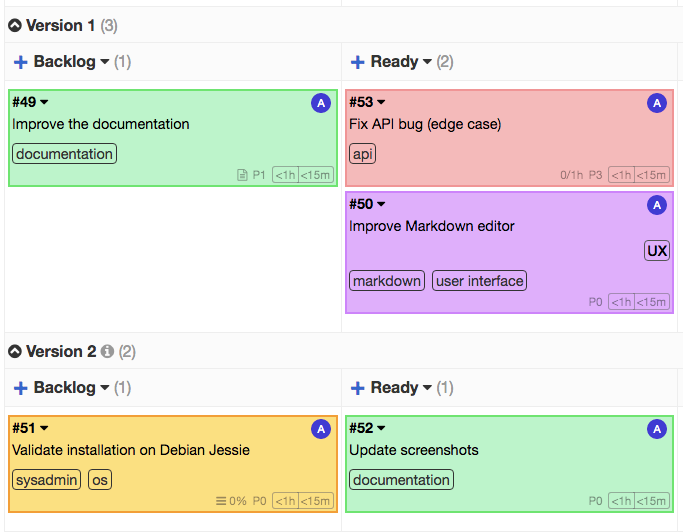 Version 1 (3)
+ Backlog (1)
+ Ready (2)
#49 A
Improve the documentation
documentation
P1 <1h <15m
#53 A
Fix API bug (edge case)
api
0/1h P3 <1h <15m
#50 A
Improve Markdown editor
UX
markdown user interface
P0 <1h <15m
Version 2 (2)
+ Backlog (1)
+ Ready (1)
#51 A
Validate installation on Debian Jessie
sysadmin os
0% P0 <1h <15m
#52 A
Update screenshots
documentation
P0 <1h <15m